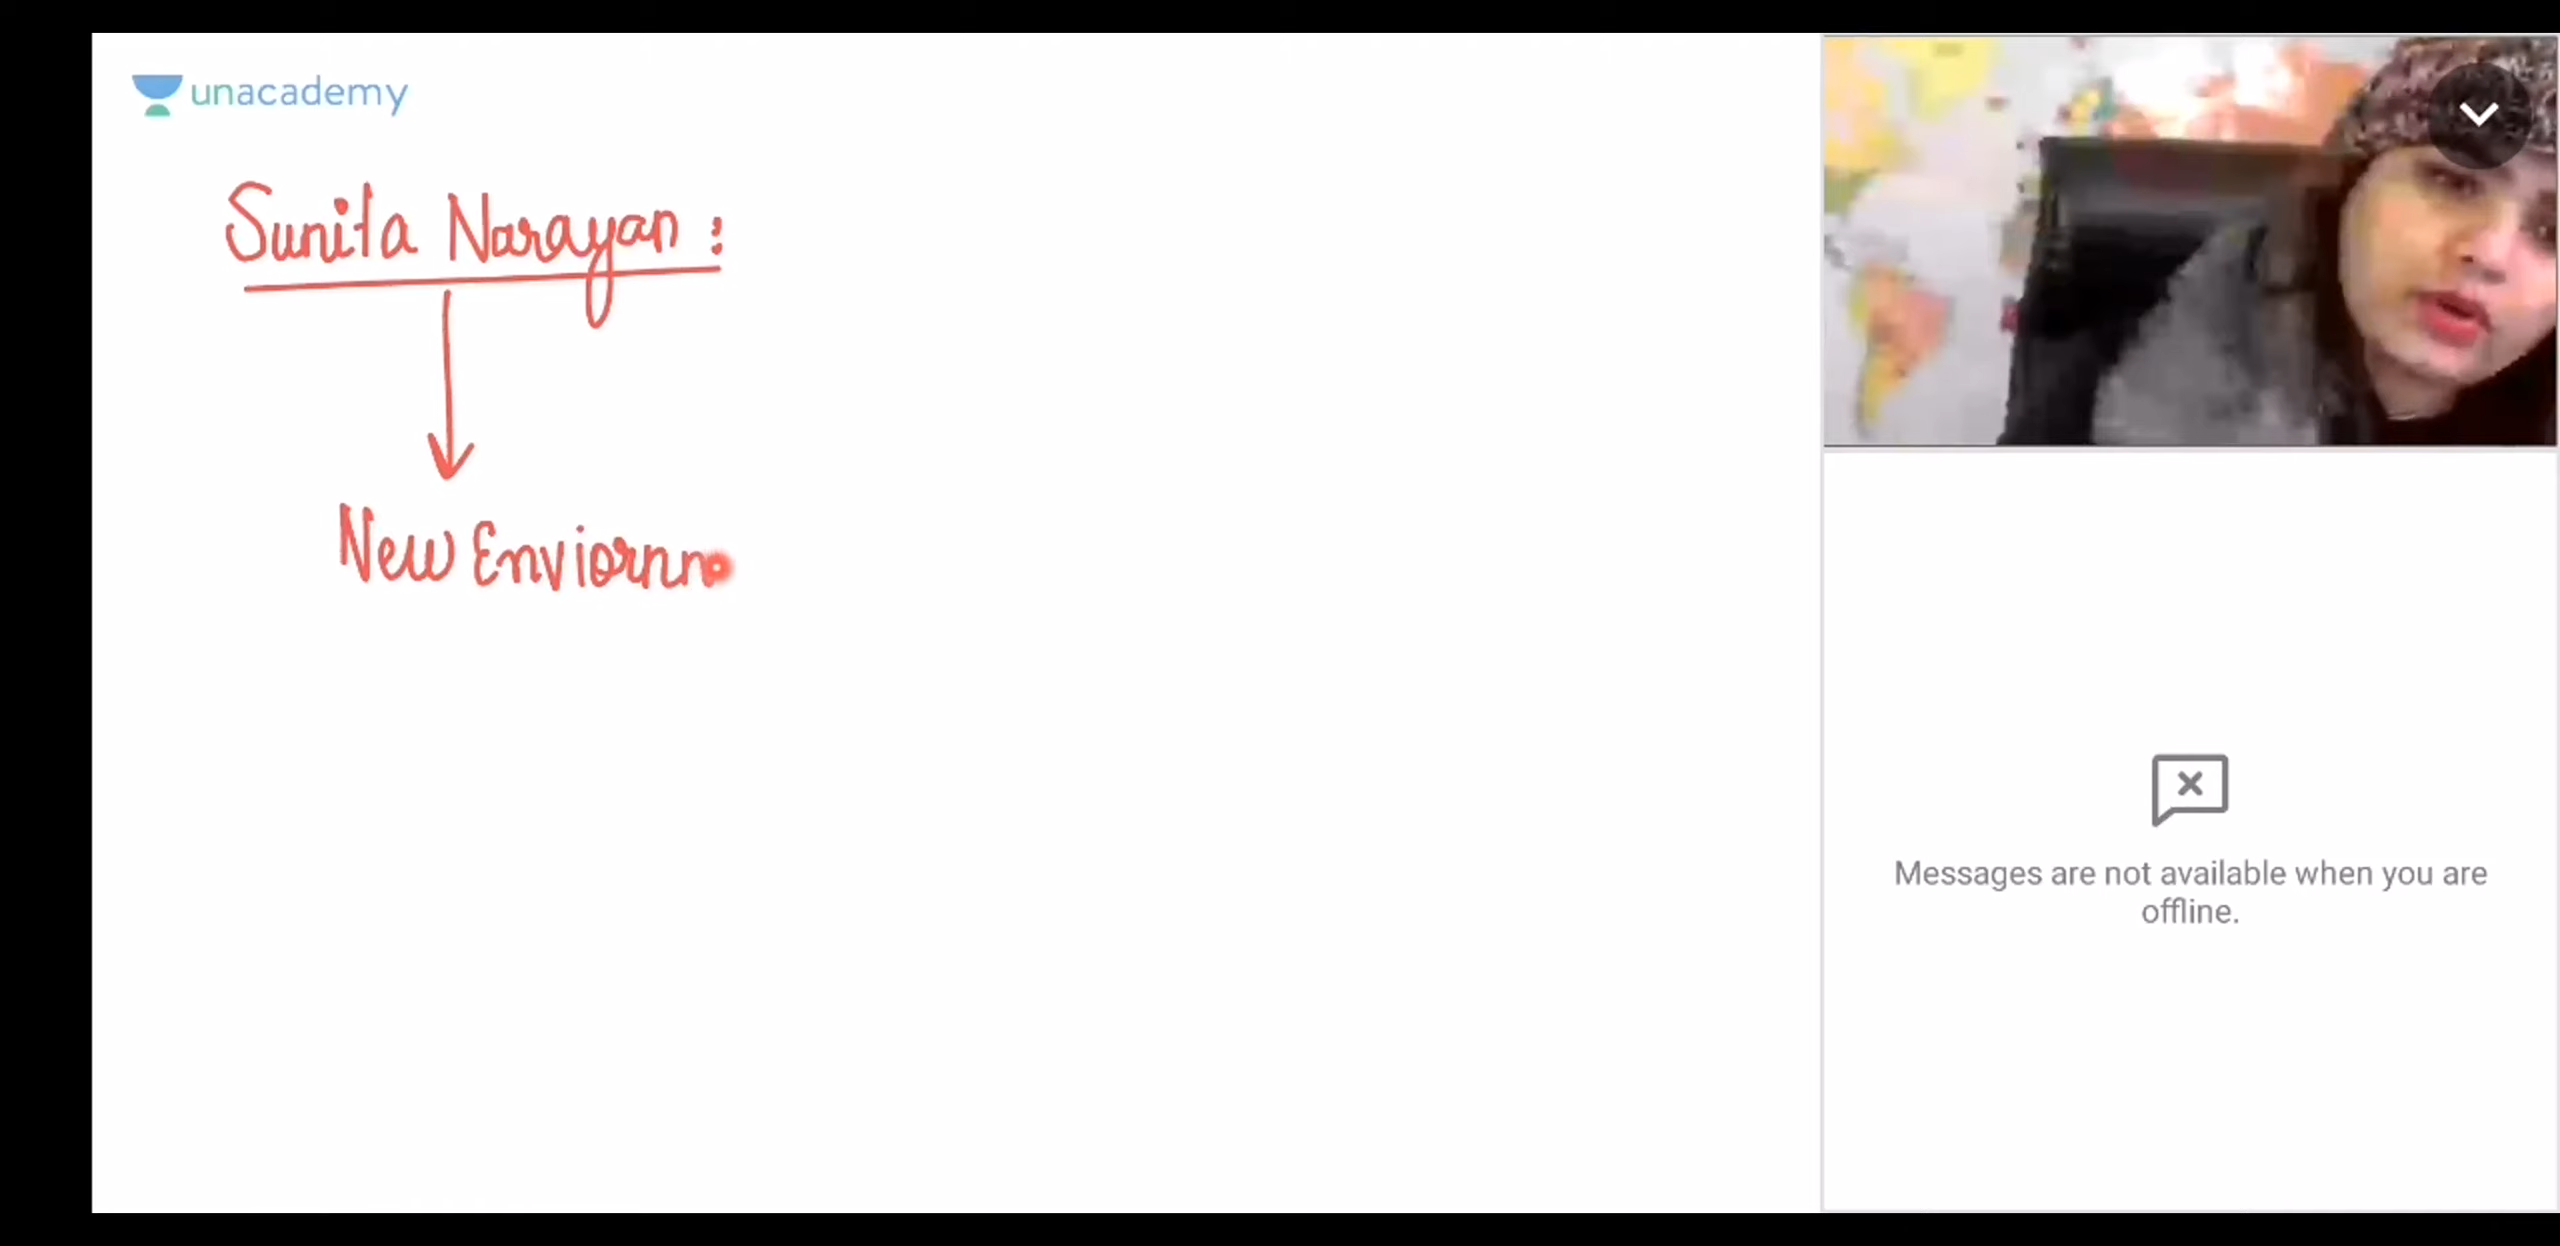 unacademy
Sunita Narayan :
New Enviornn
Messages are not available when you are
offline.